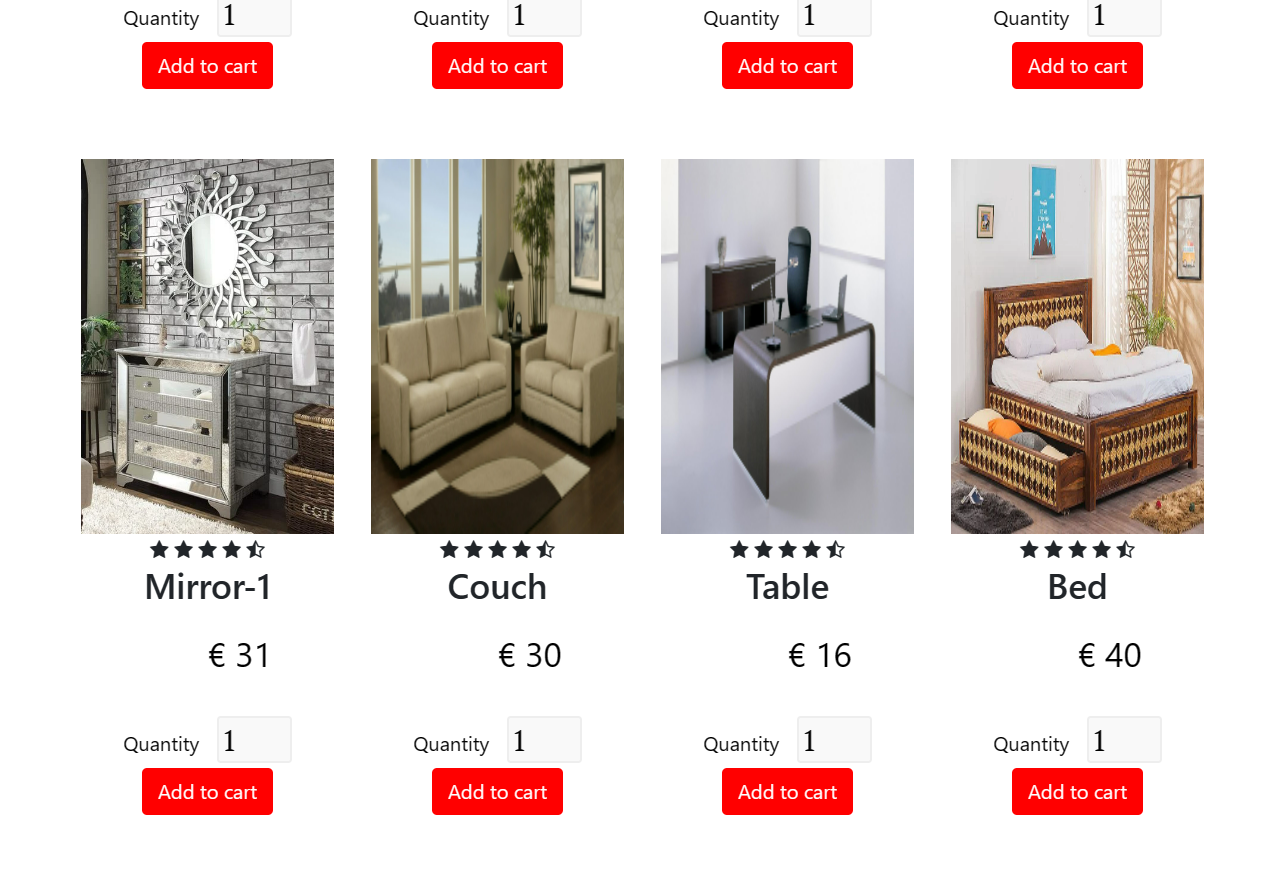 Quantity 1 Quantity 1 Quantity 1 Quantity 1
Add to cart Add to cart Add to cart Add to cart
Mirror-1 Couch Table Bed
€ 31 € 30 € 16 € 40
Quantity 1 Quantity 1 Quantity 1 Quantity 1
Add to cart Add to cart Add to cart Add to cart